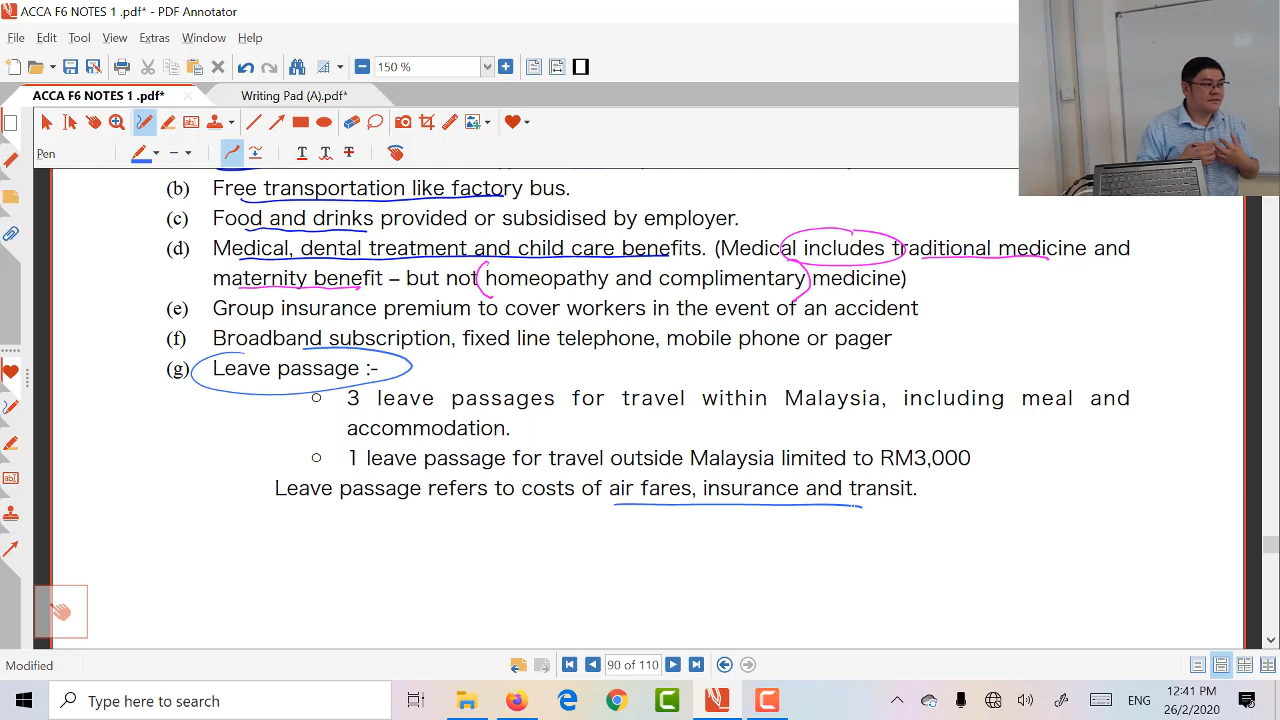 ACCA F6 NOTES 1 .pdf* - PDF Annotator
File Edit Tool View Extras Window Help
150 %
ACCA F6 NOTES 1 .pdf* Writing Pad (A).pdf*
Pen
(b) Free transportation like factory bus.
(c) Food and drinks provided or subsidised by employer.
(d) Medical, dental treatment and child care benefits. (Medical includes traditional medicine and
maternity benefit – but not homeopathy and complimentary medicine)
(e) Group insurance premium to cover workers in the event of an accident
(f) Broadband subscription, fixed line telephone, mobile phone or pager
(g) Leave passage :-
o 3 leave passages for travel within Malaysia, including meal and
accommodation.
o 1 leave passage for travel outside Malaysia limited to RM3,000
Leave passage refers to costs of air fares, insurance and transit.
Modified
90 of 110
Type here to search
ENG
12:41 PM
26/2/2020